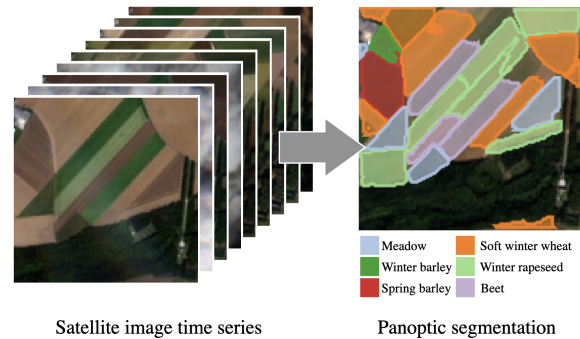 Meadow
Soft winter wheat
Winter barley
Winter rapeseed
Spring barley
Beet
Satellite image time series
Panoptic segmentation